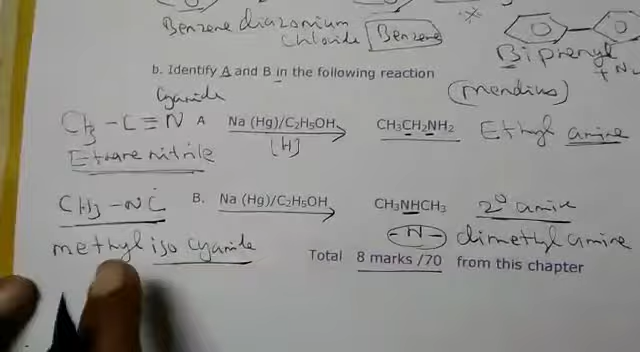 Benzene diazonium chloride
Benzene
Biphenyl
+ N2
b. Identify A and B in the following reaction
Cyanide
(mendius)
CH3 – C ≡ N A Na (Hg)/C2H5OH [H] CH3CH2NH2 Ethyl amine
Ethane nitrile
CH3 – NC B. Na (Hg)/C2H5OH CH3NHCH3 2° amine
methyl iso cyanide – N – dimethyl amine
Total 8 marks /70 from this chapter